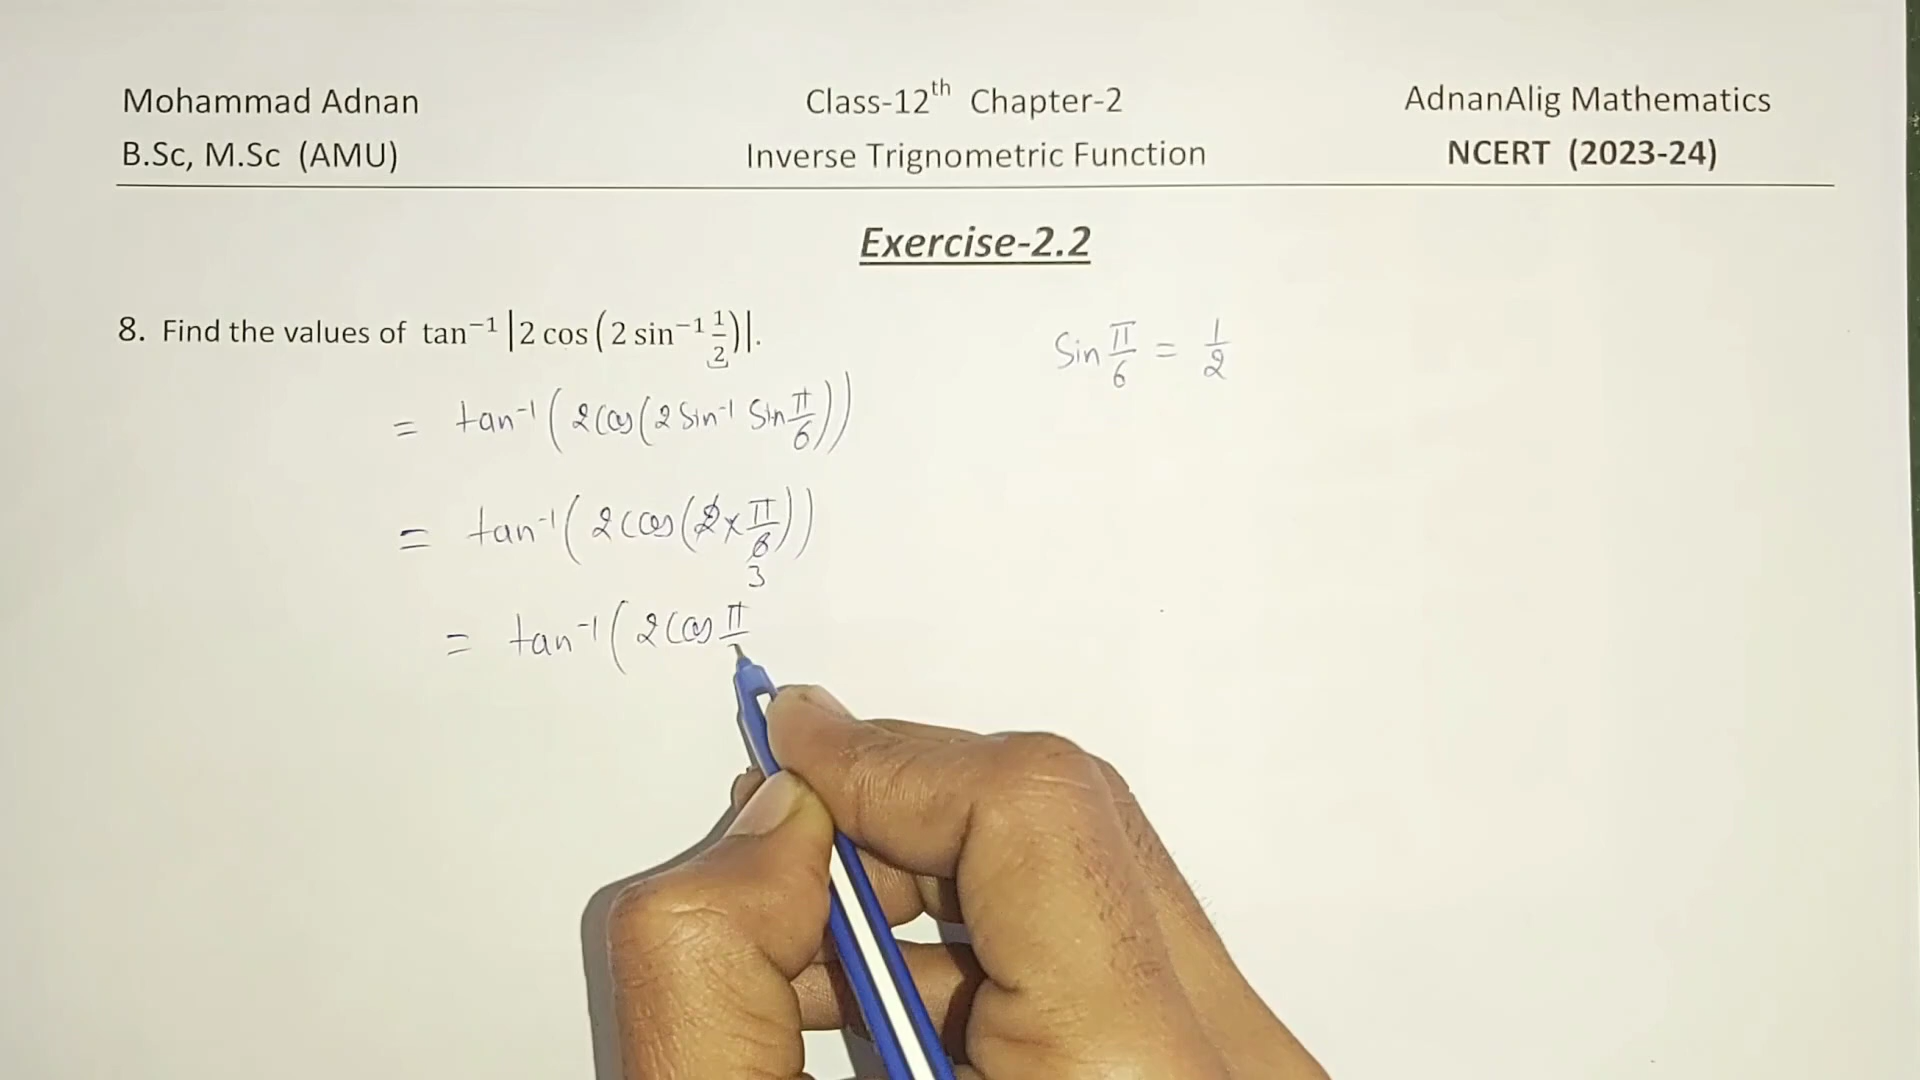 Mohammad Adnan
B.Sc, M.Sc (AMU)
Class-12th Chapter-2
Inverse Trignometric Function
AdnanAlig Mathematics
NCERT (2023-24)
Exercise-2.2
8. Find the values of tan⁻¹ |2 cos (2 sin⁻¹ 1/2)|.
Sin π/6 = 1/2
= tan⁻¹ (2 Cos (2 Sin⁻¹ Sin π/6))
= tan⁻¹ (2 Cos (2 × π/6))
3
= tan⁻¹ (2 Cos π